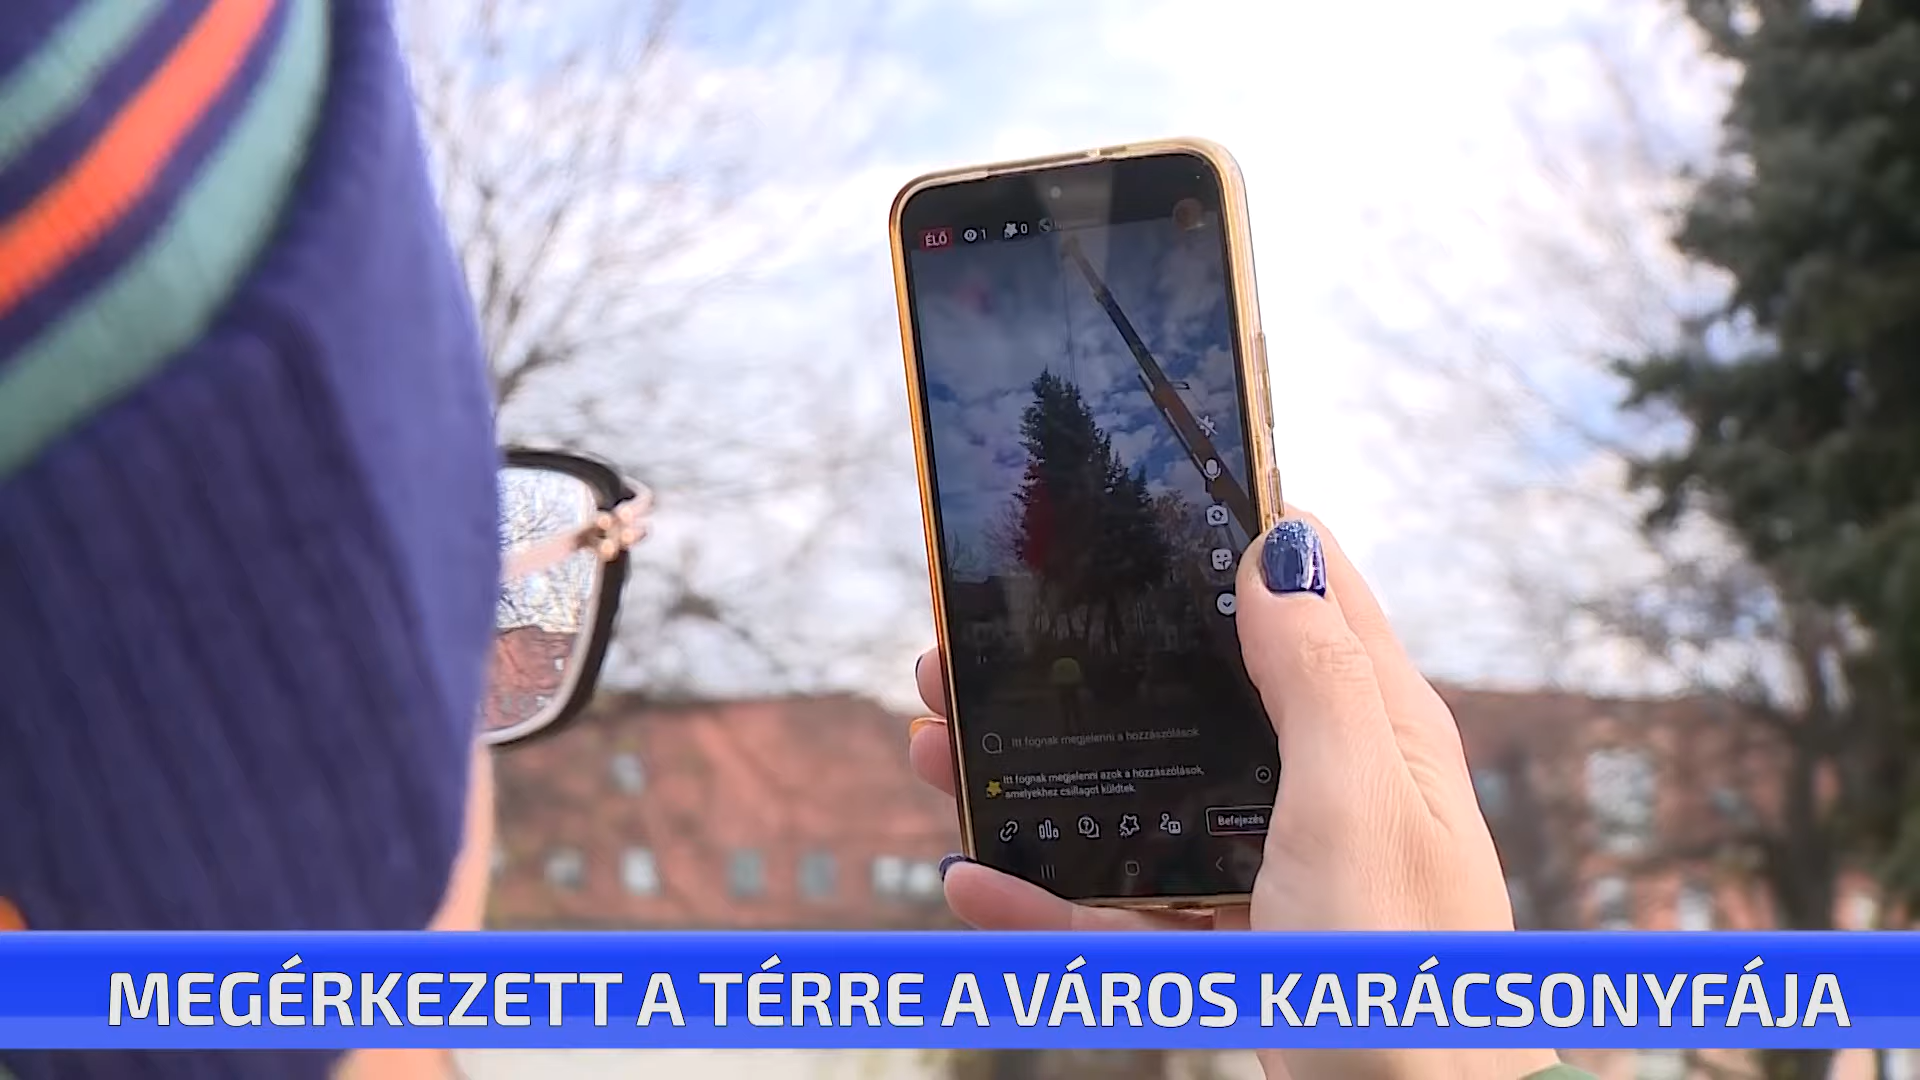 ÉLŐ 1 0
Itt fognak megjelenni a hozzászólások
Itt fognak megjelenni azok a hozzászólások,
amelyekhez csillagot küldtek.
Befejezés
MEGÉRKEZETT A TÉRRE A VÁROS KARÁCSONYFÁJA